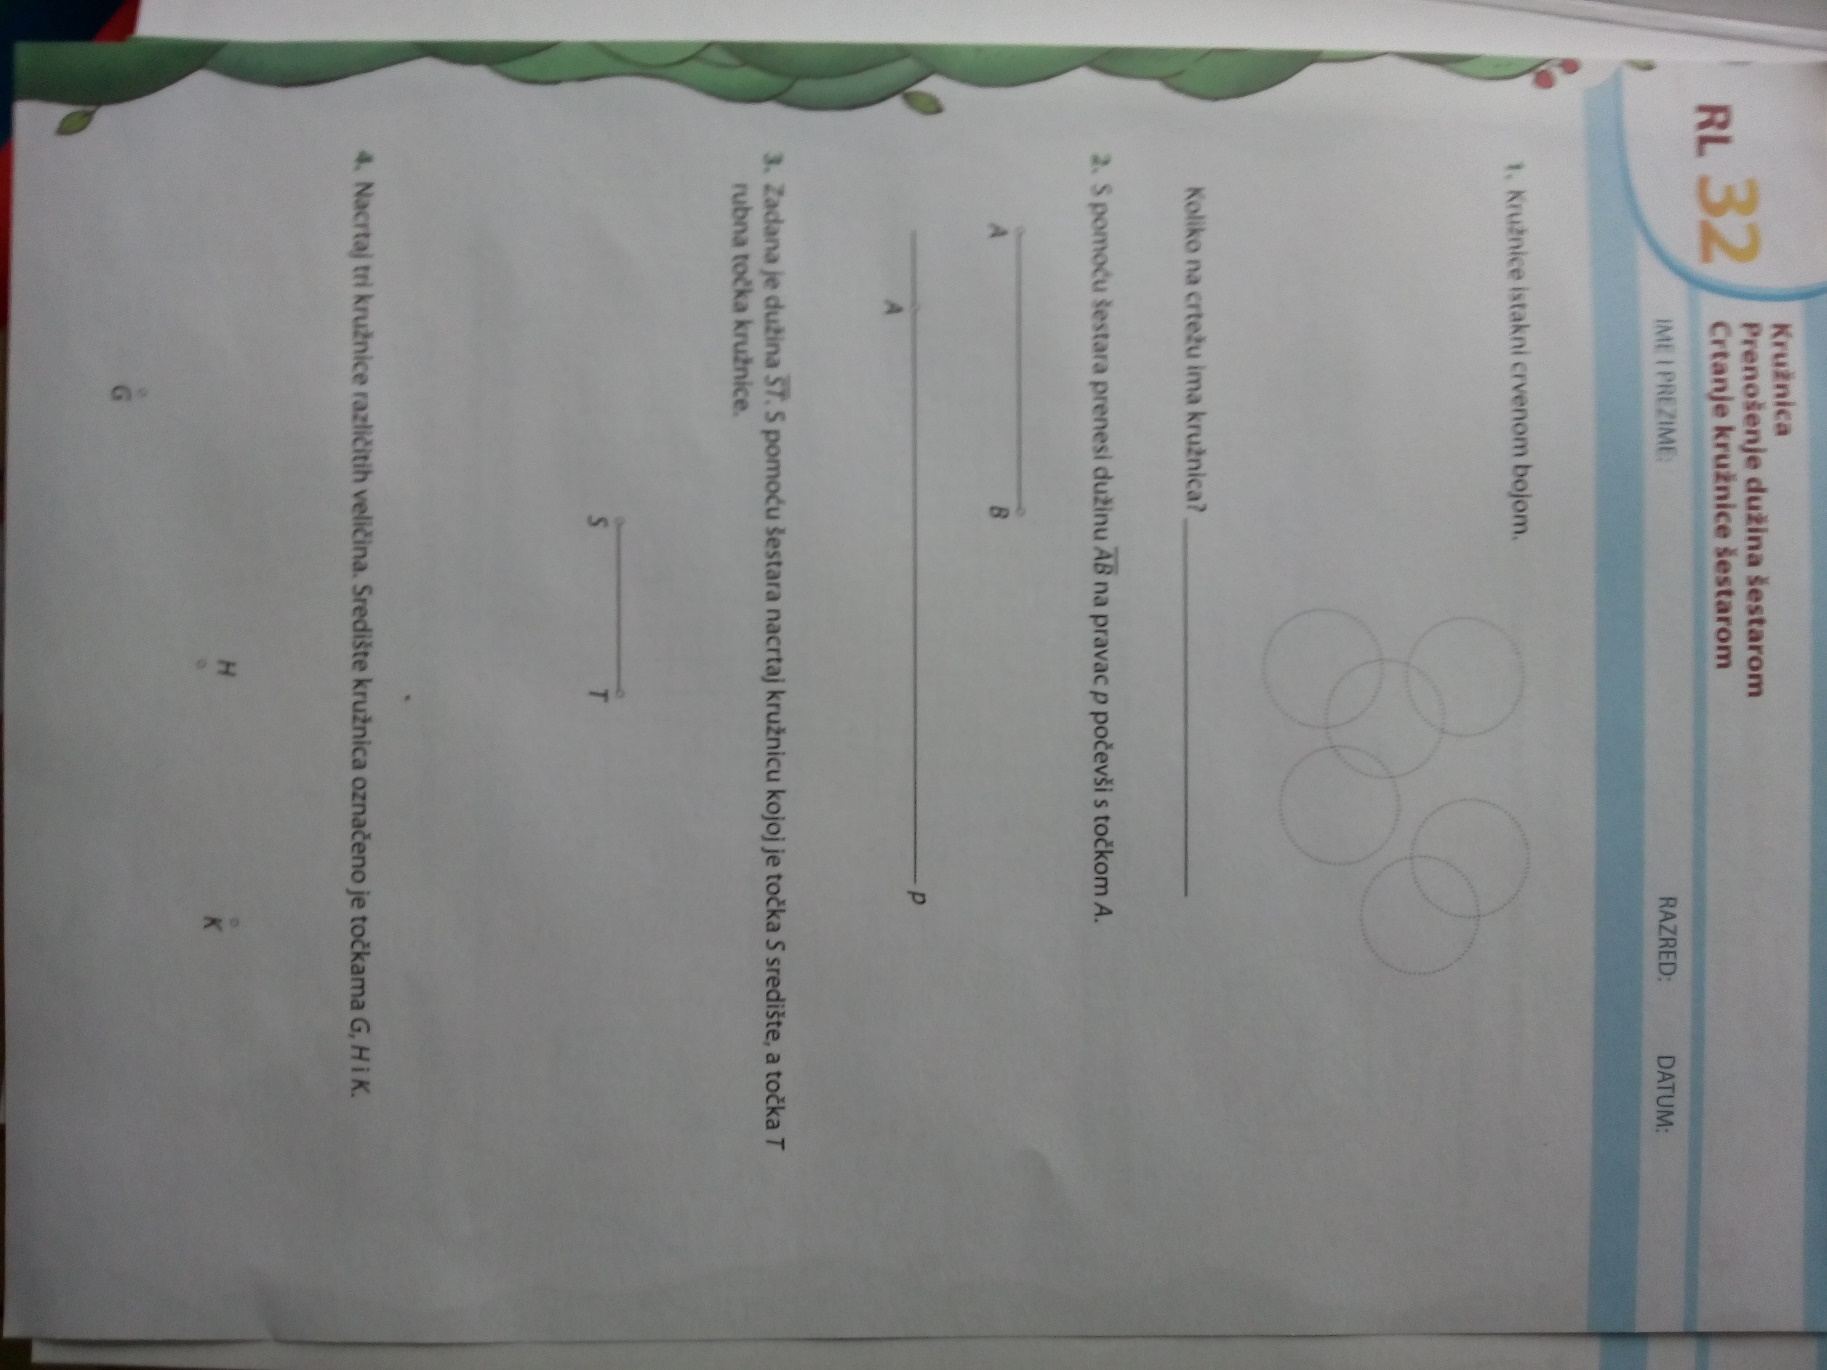 RL 32
Kružnica
Prenošenje dužina šestarom
Crtanje kružnice šestarom
IME I PREZIME: RAZRED: DATUM:
1. Kružnice istakni crvenom bojom.
Koliko na crtežu ima kružnica?
2. S pomoću šestara prenesi dužinu A̅B̅ na pravac p počevši s točkom A.
A B
A p
3. Zadana je dužina S̅T̅. S pomoću šestara nacrtaj kružnicu kojoj je točka S središte, a točka T
rubna točka kružnice.
S T
4. Nacrtaj tri kružnice različitih veličina. Središte kružnica označeno je točkama G, H i K.
H
K
G